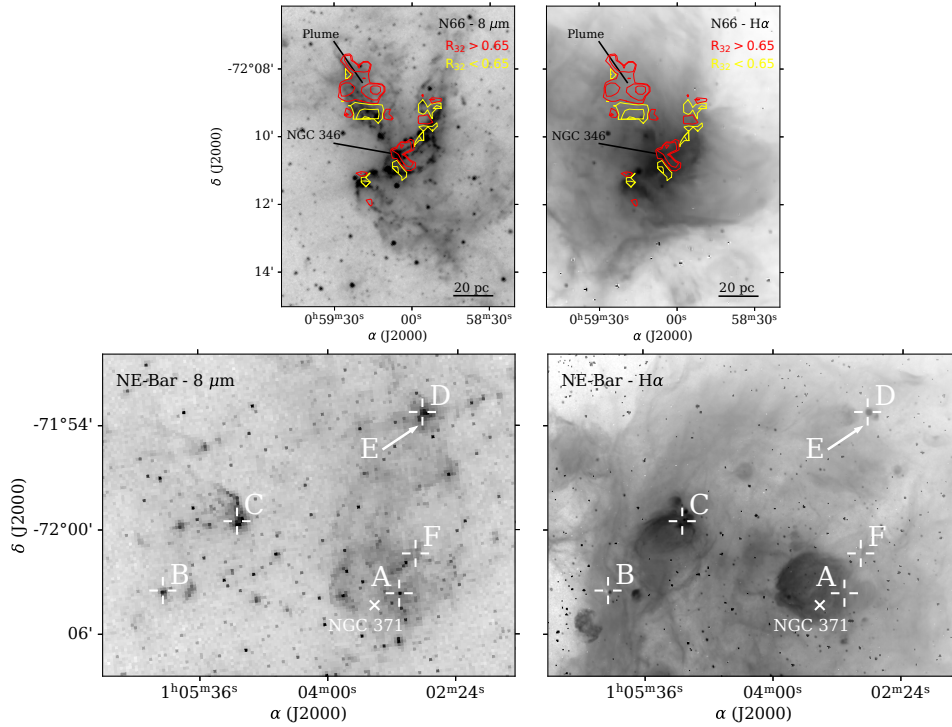 N66 - 8 μm
Plume
R₃₂ > 0.65
R₃₂ < 0.65
NGC 346
20 pc
-72°08'
10'
12'
14'
δ (J2000)
0ʰ59ᵐ30ˢ
00ˢ
58ᵐ30ˢ
α (J2000)
N66 - Hα
Plume
R₃₂ > 0.65
R₃₂ < 0.65
NGC 346
20 pc
0ʰ59ᵐ30ˢ
00ˢ
58ᵐ30ˢ
α (J2000)
NE-Bar - 8 μm
D
E
C
F
B
A
NGC 371
-71°54'
-72°00'
06'
δ (J2000)
1ʰ05ᵐ36ˢ
04ᵐ00ˢ
02ᵐ24ˢ
α (J2000)
NE-Bar - Hα
D
E
C
F
B
A
NGC 371
1ʰ05ᵐ36ˢ
04ᵐ00ˢ
02ᵐ24ˢ
α (J2000)